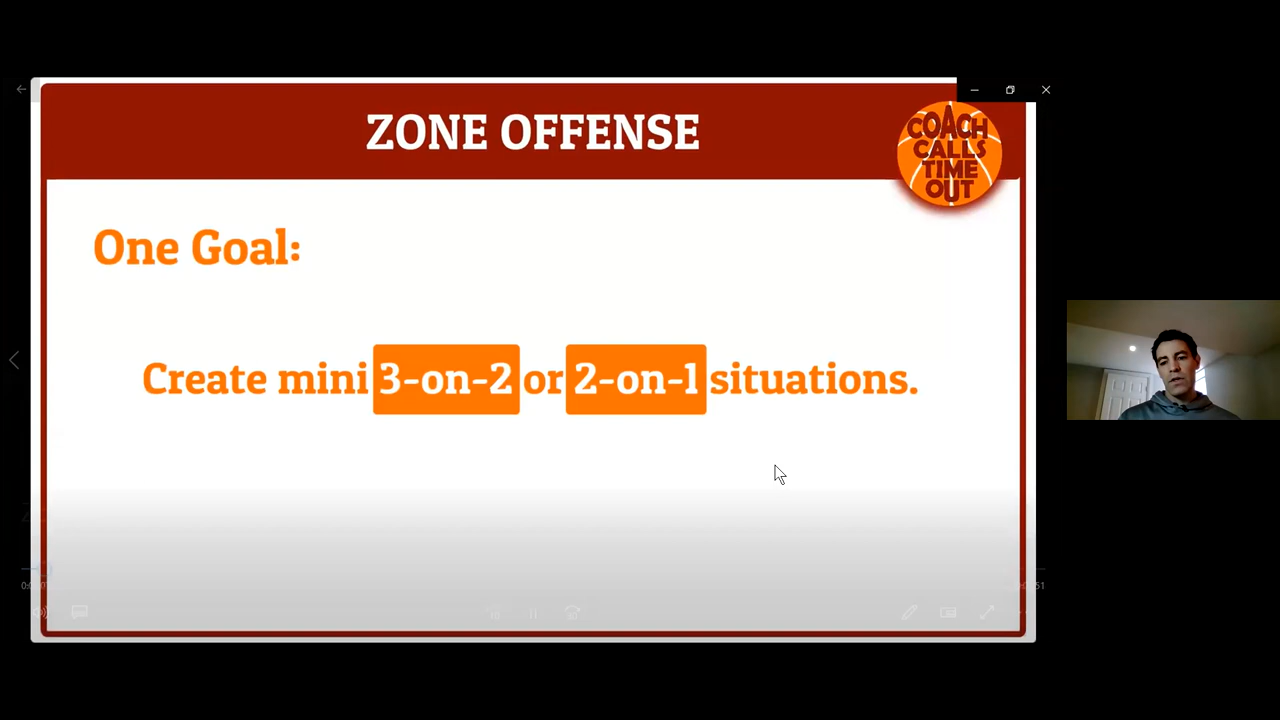 ZONE OFFENSE
COACH
CALLS
TIME
OUT
One Goal:
Create mini 3-on-2 or 2-on-1 situations.